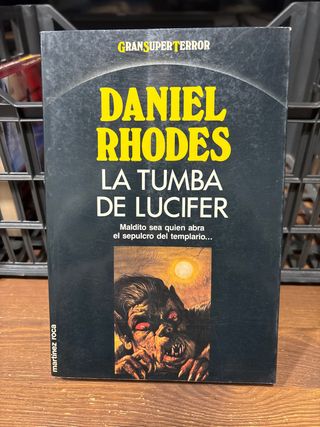 GRANSUPERTERROR
DANIEL
RHODES
LA TUMBA
DE LUCIFER
Maldito sea quien abra
el sepulcro del templario...
martínez roca